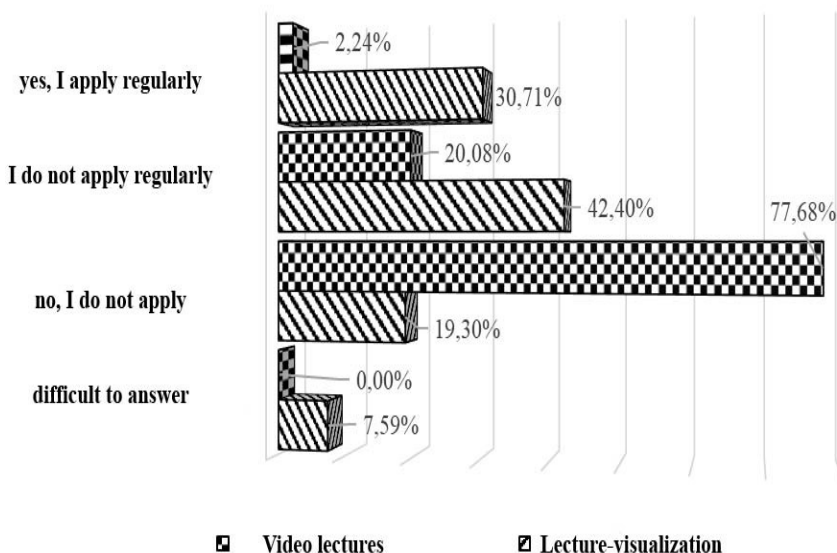 2,24%
yes, I apply regularly
30,71%
20,08%
I do not apply regularly
42,40%
77,68%
no, I do not apply
19,30%
0,00%
difficult to answer
7,59%
Video lectures
Lecture-visualization